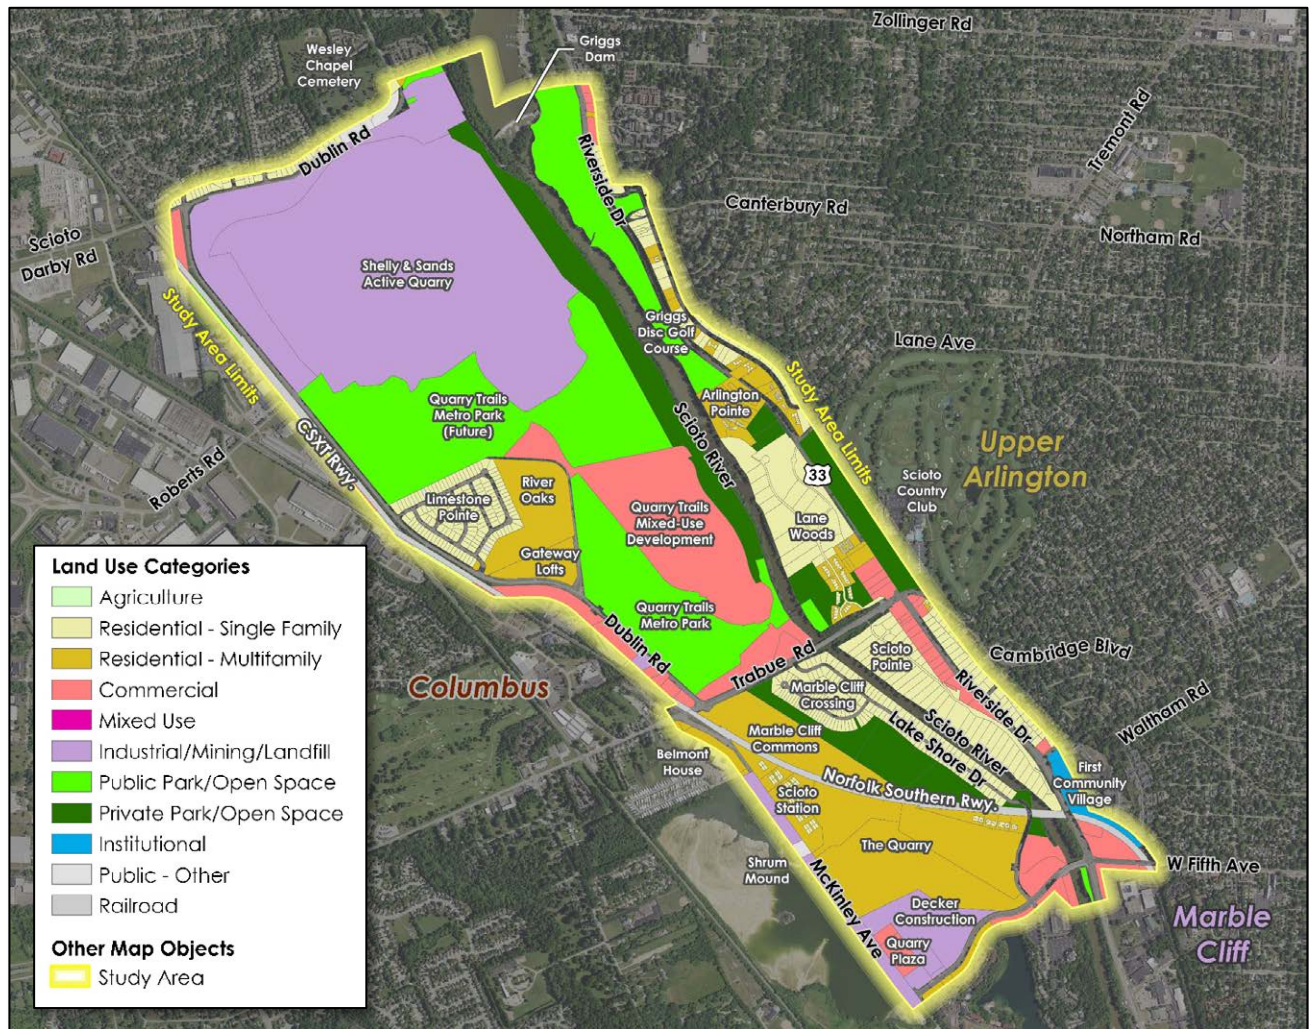 Zollinger Rd
Griggs
Dam
Wesley
Chapel
Cemetery
Tremont Rd
Dublin Rd
Riverside Dr
Canterbury Rd
Northam Rd
Scioto
Darby Rd
Shelly & Sands
Active Quarry
Study Area Limits
Griggs
Disc Golf
Course
Lane Ave
Study Area Limits
Quarry Trails
Metro Park
(Future)
Arlington
Pointe
CSXT Rwy.
Scioto River
Upper
Arlington
Roberts Rd
33
Scioto
Country
Club
River
Oaks
Limestone
Pointe
Quarry Trails
Mixed-Use
Development
Lane
Woods
Gateway
Lofts
Quarry Trails
Metro Park
Dublin Rd
Trabue Rd
Scioto
Pointe
Cambridge Blvd
Columbus
Marble Cliff
Crossing
Riverside Dr
Waltham Rd
Scioto River
Lake Shore Dr
Marble Cliff
Commons
Belmont
House
Norfolk Southern Rwy.
First
Community
Village
Scioto
Station
The Quarry
Shrum
Mound
McKinley Ave
W Fifth Ave
Decker
Construction
Quarry
Plaza
Marble
Cliff
Land Use Categories
Agriculture
Residential - Single Family
Residential - Multifamily
Commercial
Mixed Use
Industrial/Mining/Landfill
Public Park/Open Space
Private Park/Open Space
Institutional
Public - Other
Railroad
Other Map Objects
Study Area